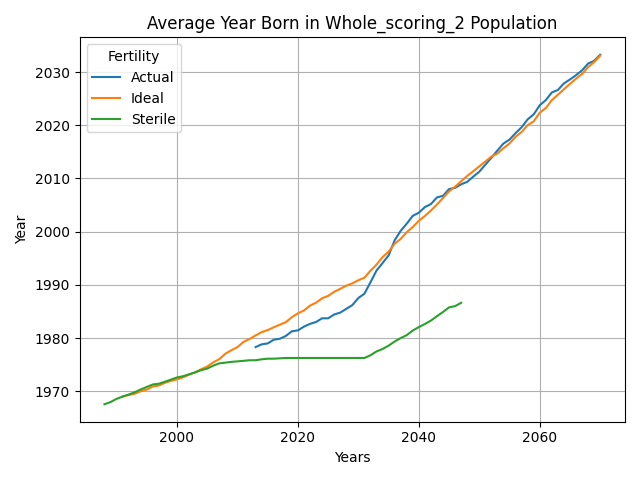 Average Year Born in Whole_scoring_2 Population
Fertility
Actual
Ideal
Sterile
Year
2030
2020
2010
2000
1990
1980
1970
2000
2020
2040
2060
Years